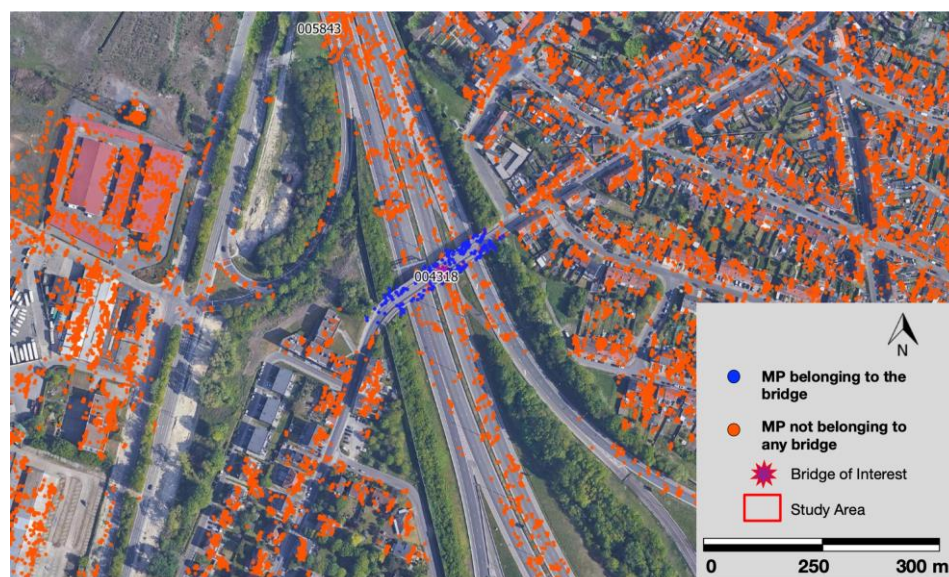 005843
004318
N
MP belonging to the
bridge
MP not belonging to
any bridge
Bridge of Interest
Study Area
0 250 300 m